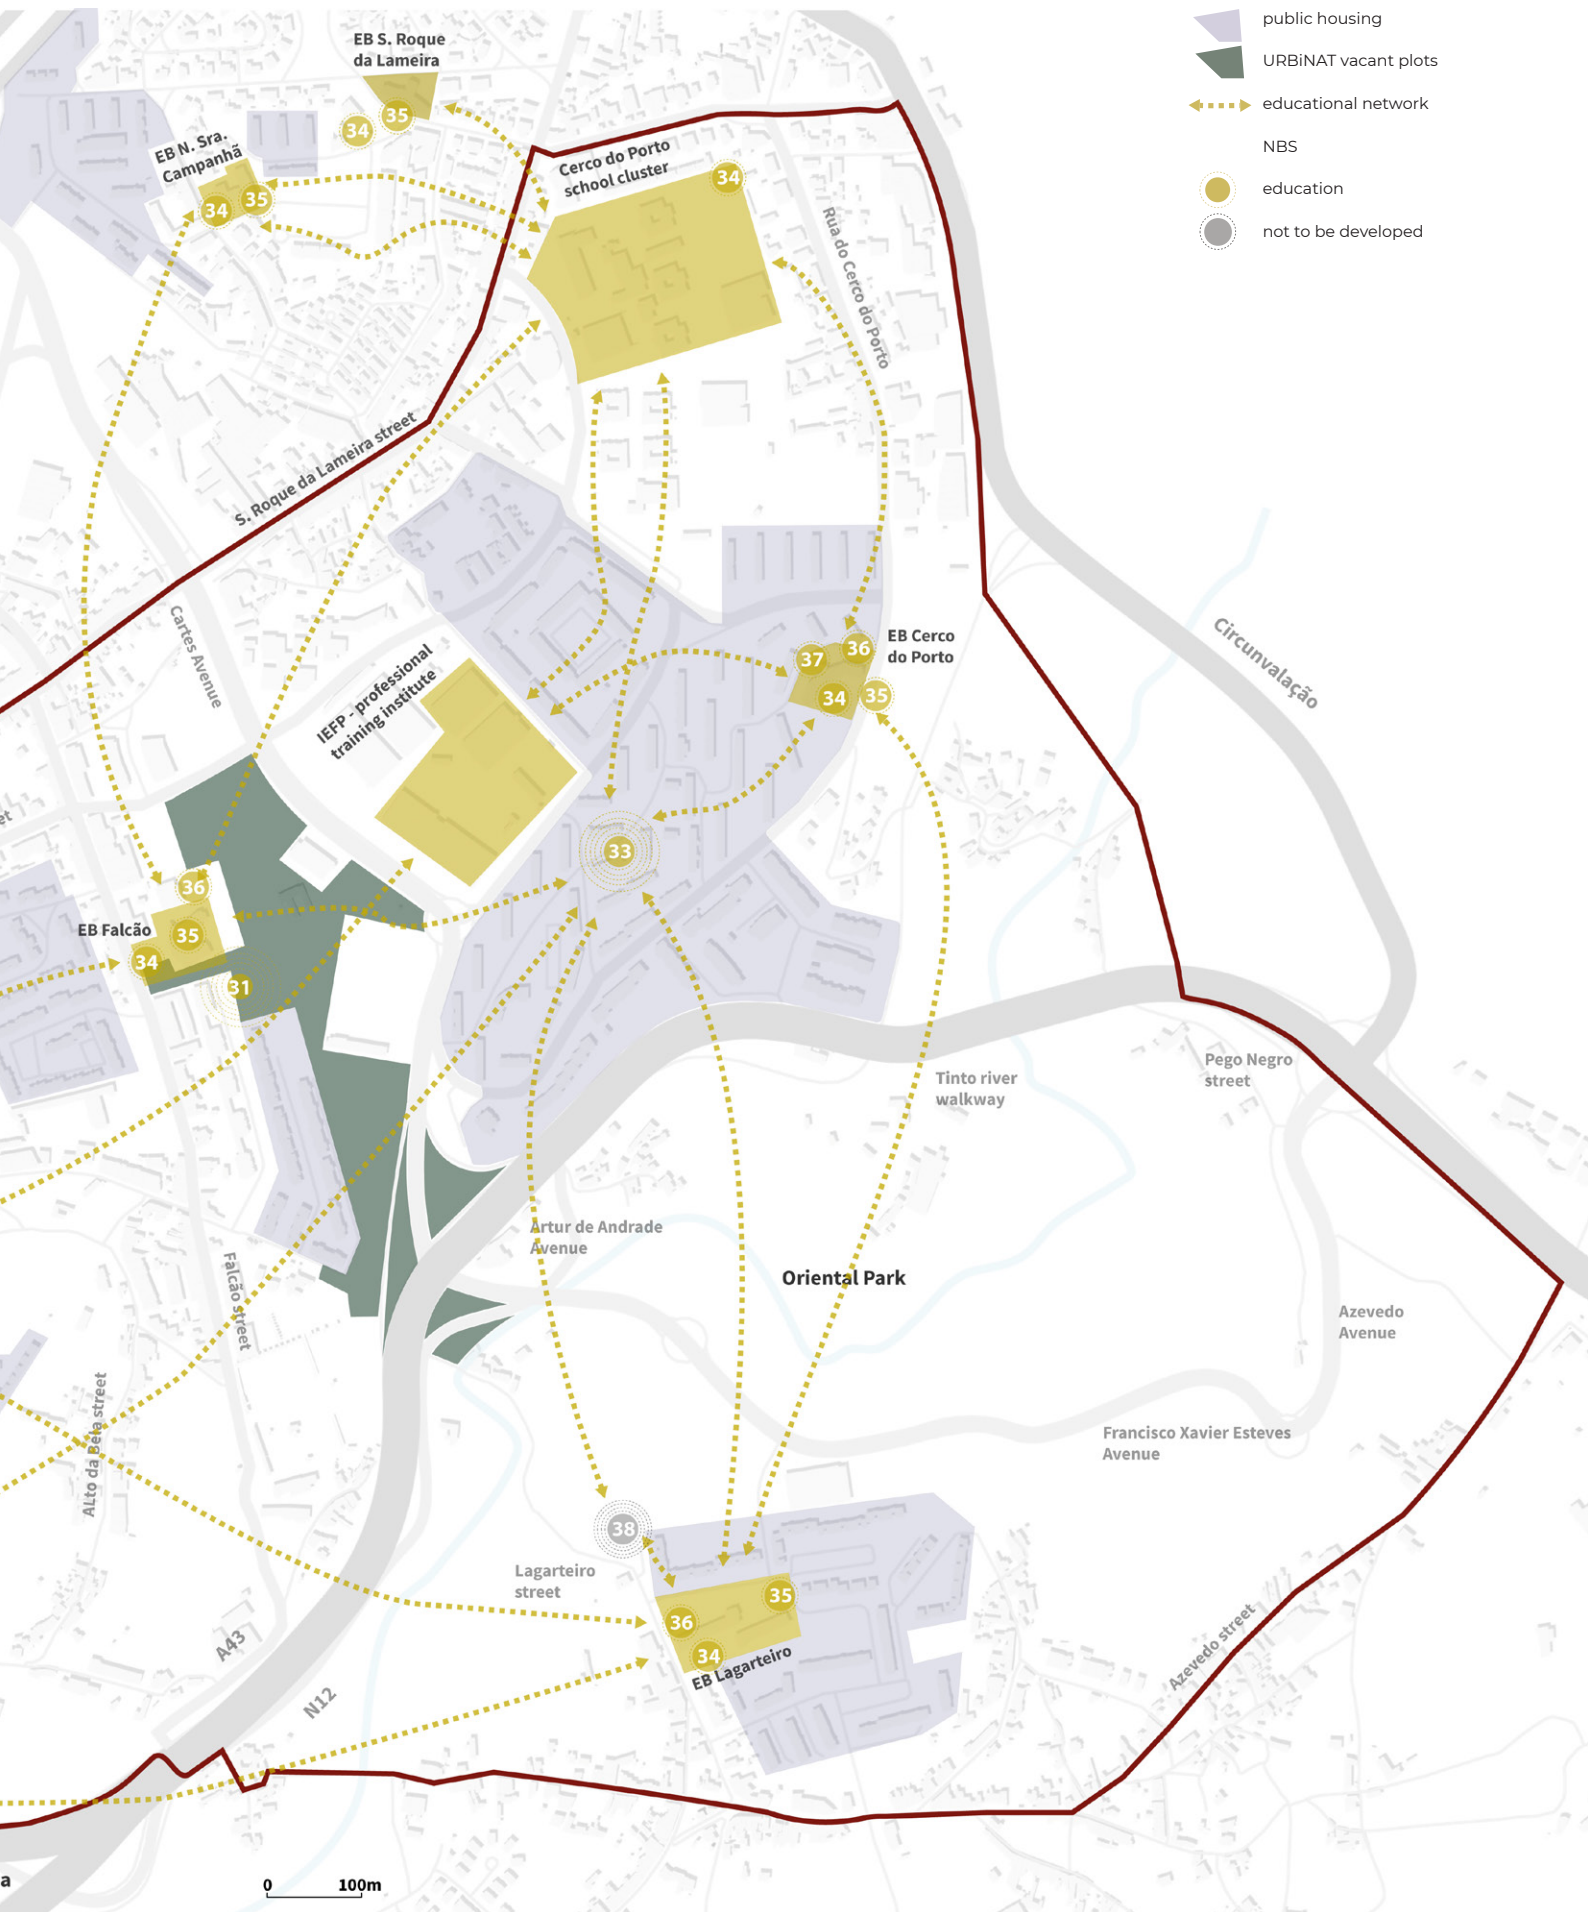 public housing
URBiNAT vacant plots
educational network
NBS
education
not to be developed
EB S. Roque
da Lameira
35
34
EB N. Sra.
Campanhã
35
34
Cerco do Porto
school cluster
34
Rua do Cerco do Porto
S. Roque da Lameira street
Cartes Avenue
IEFP - professional
training institute
EB Cerco
do Porto
37
36
34
35
Circunvalação
et
33
36
EB Falcão
35
34
31
Tinto river
walkway
Pego Negro
street
Artur de Andrade
Avenue
Oriental Park
Falcão street
Azevedo
Avenue
ALto da Bela street
Francisco Xavier Esteves
Avenue
38
Lagarteiro
street
35
36
34
EB Lagarteiro
A43
N12
Azevedo street
a
0 100m